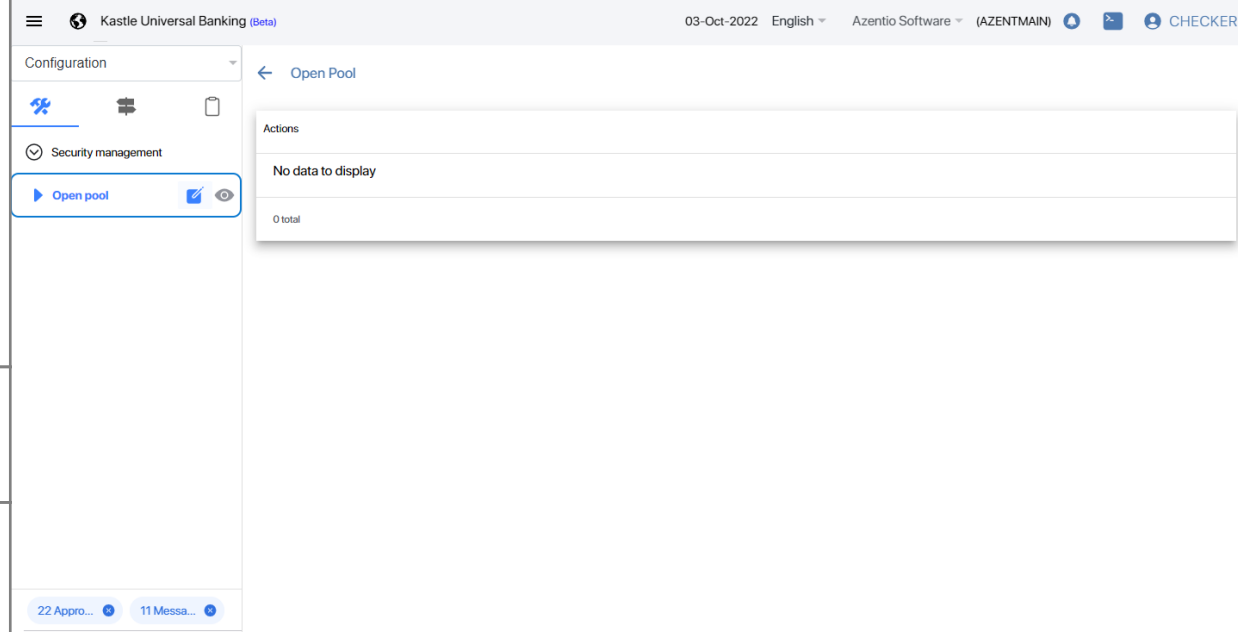 Kastle Universal Banking (Beta)
03-Oct-2022 English Azentio Software (AZENTMAIN) CHECKER
Configuration
Open Pool
Security management
Open pool
Actions
No data to display
0 total
22 Appro... 11 Messa...